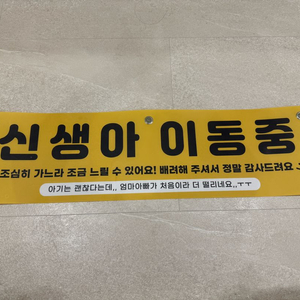 신생아 이동중
조심히 가느라 조금 느릴 수 있어요! 배려해 주셔서 정말 감사드려요
아기는 괜찮다는데,, 엄마아빠가 처음이라 더 떨리네요,,ㅜㅜ